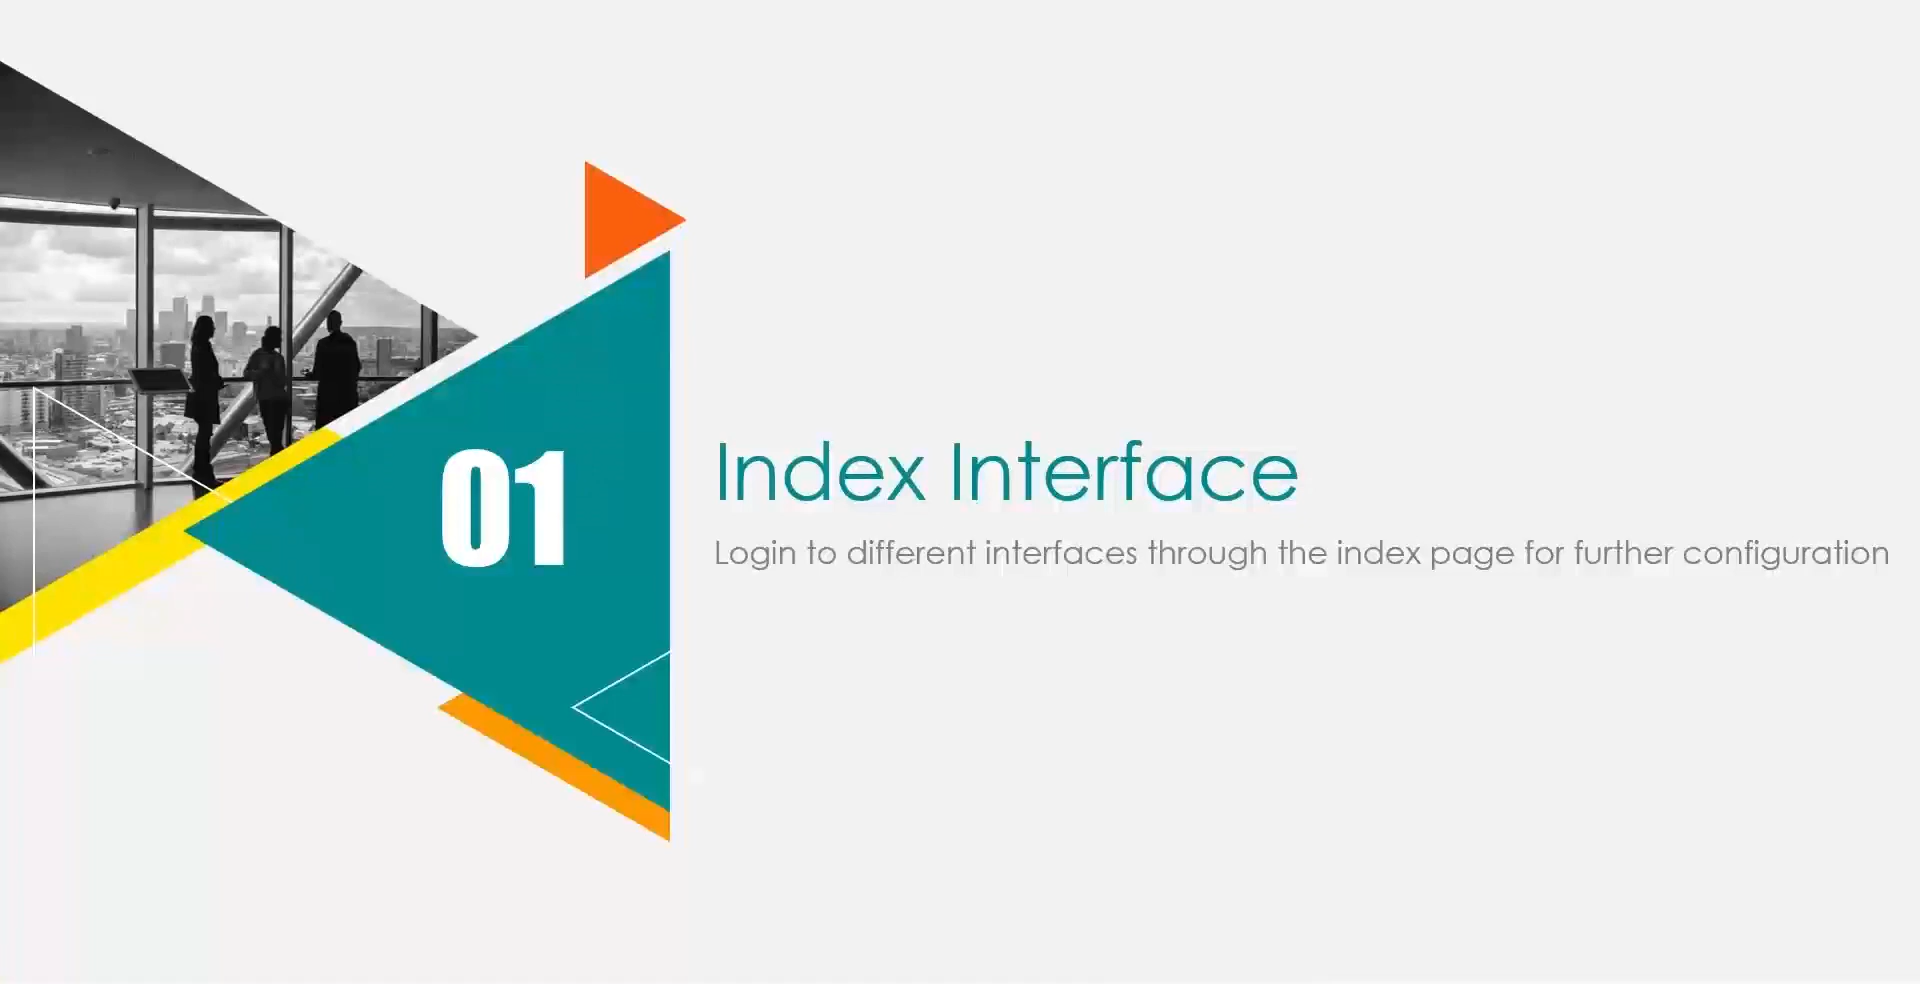 01
Index Interface
Login to different interfaces through the index page for further configuration